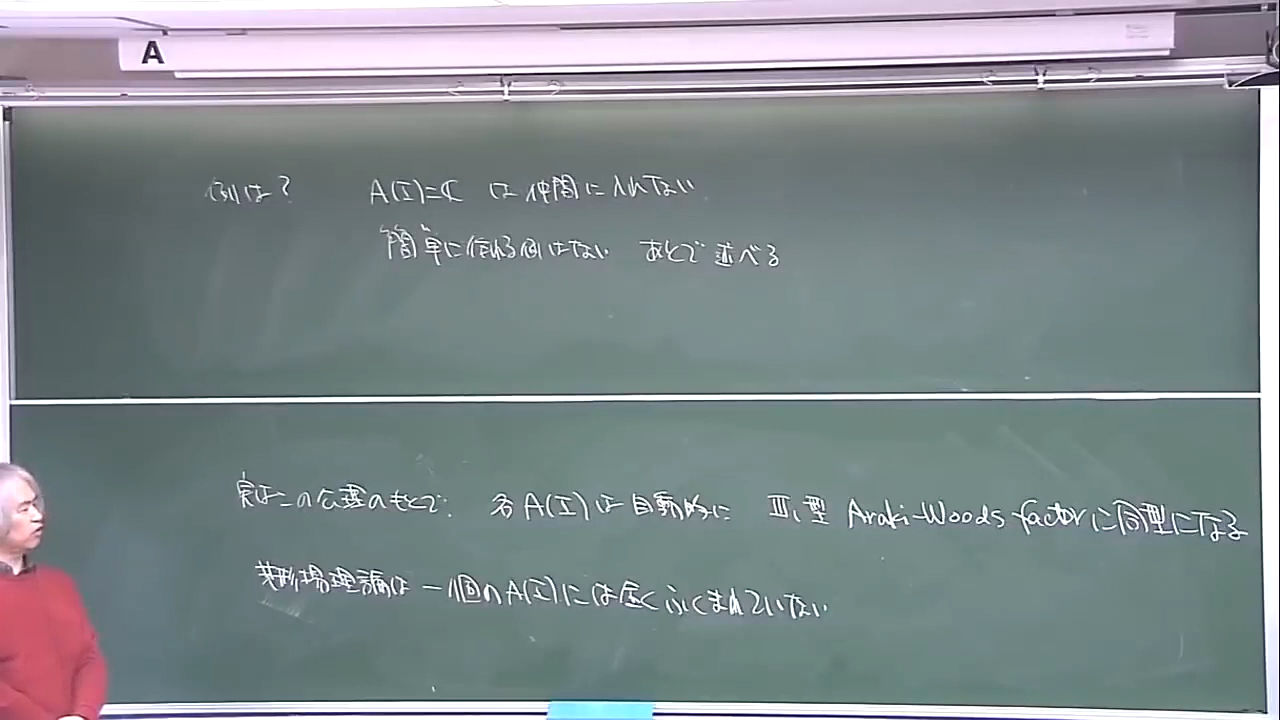 A
例は? A(I)=ℂ は仲間に入れない
簡単に作れる例はない あとで並べる
実はこの公理のもとで、各A(I)は自動的に Ⅲ₁型 Araki-Woods factorに同型になる
共形場理論は一個のA(I)には全くふくまれていない